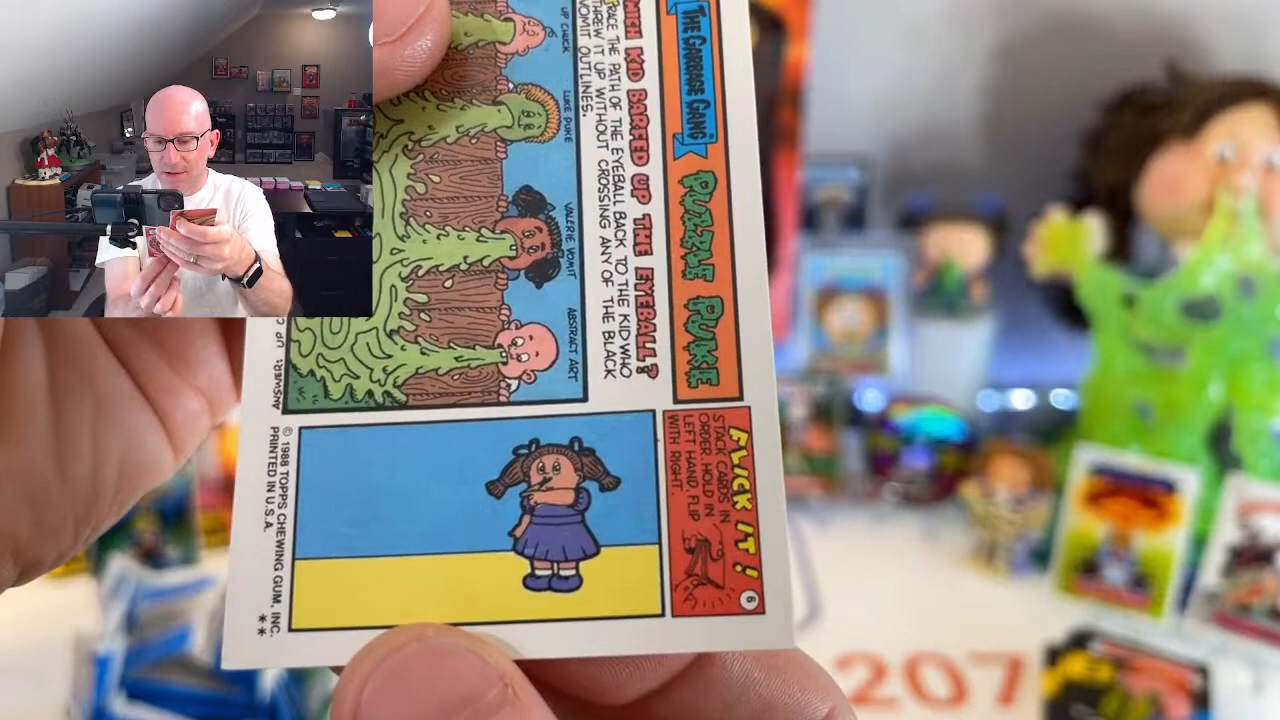 THE GARBAGE GANG
PUZZLE PUKE
WHICH KID BARFED UP THE EYEBALL?
TRACE THE PATH OF THE EYEBALL BACK TO THE KID WHO
THREW IT UP WITHOUT CROSSING ANY OF THE BLACK
VOMIT OUTLINES.
UP CHUCK
LUKE PUKE
VALERIE VOMIT
ABSTRACT ART
ANSWER: UP C
FLICK IT!
STACK CARDS IN
ORDER. HOLD IN
LEFT HAND, FLIP
WITH RIGHT.
6
© 1988 TOPPS CHEWING GUM, INC.
PRINTED IN U.S.A.
**
207